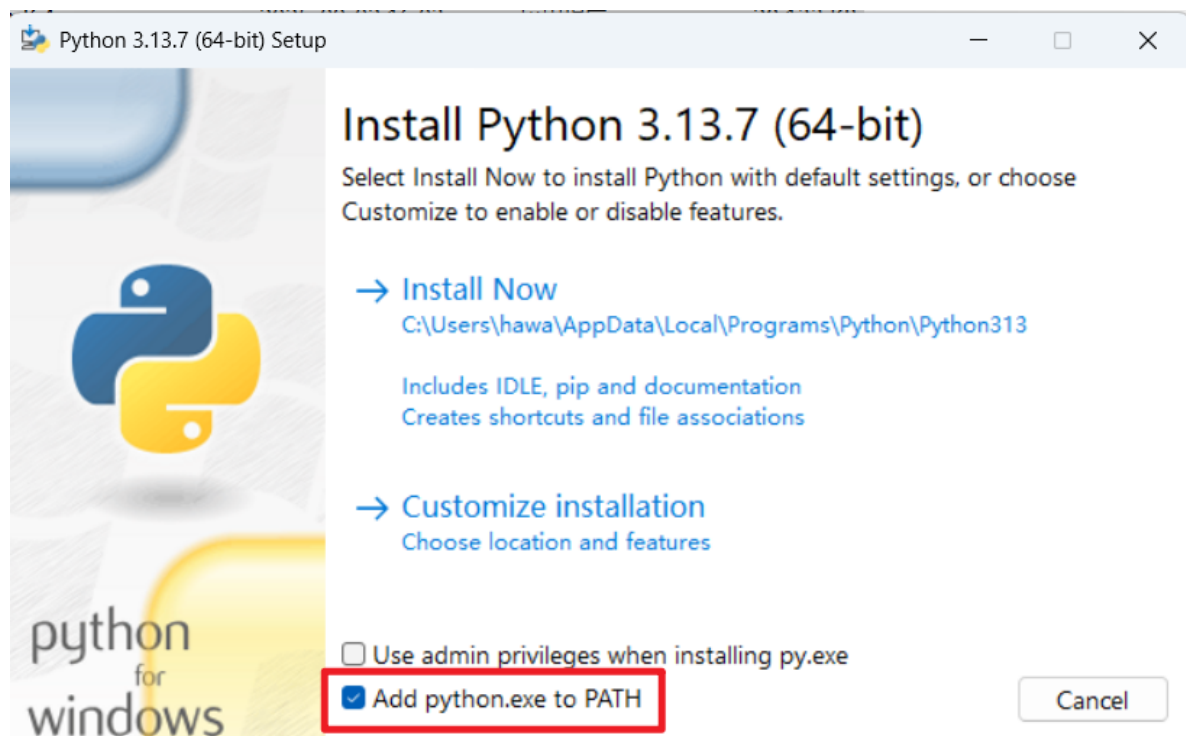 Python 3.13.7 (64-bit) Setup
Install Python 3.13.7 (64-bit)
Select Install Now to install Python with default settings, or choose
Customize to enable or disable features.
Install Now
C:\Users\hawa\AppData\Local\Programs\Python\Python313
Includes IDLE, pip and documentation
Creates shortcuts and file associations
Customize installation
Choose location and features
python
for
windows
Use admin privileges when installing py.exe
Add python.exe to PATH
Cancel